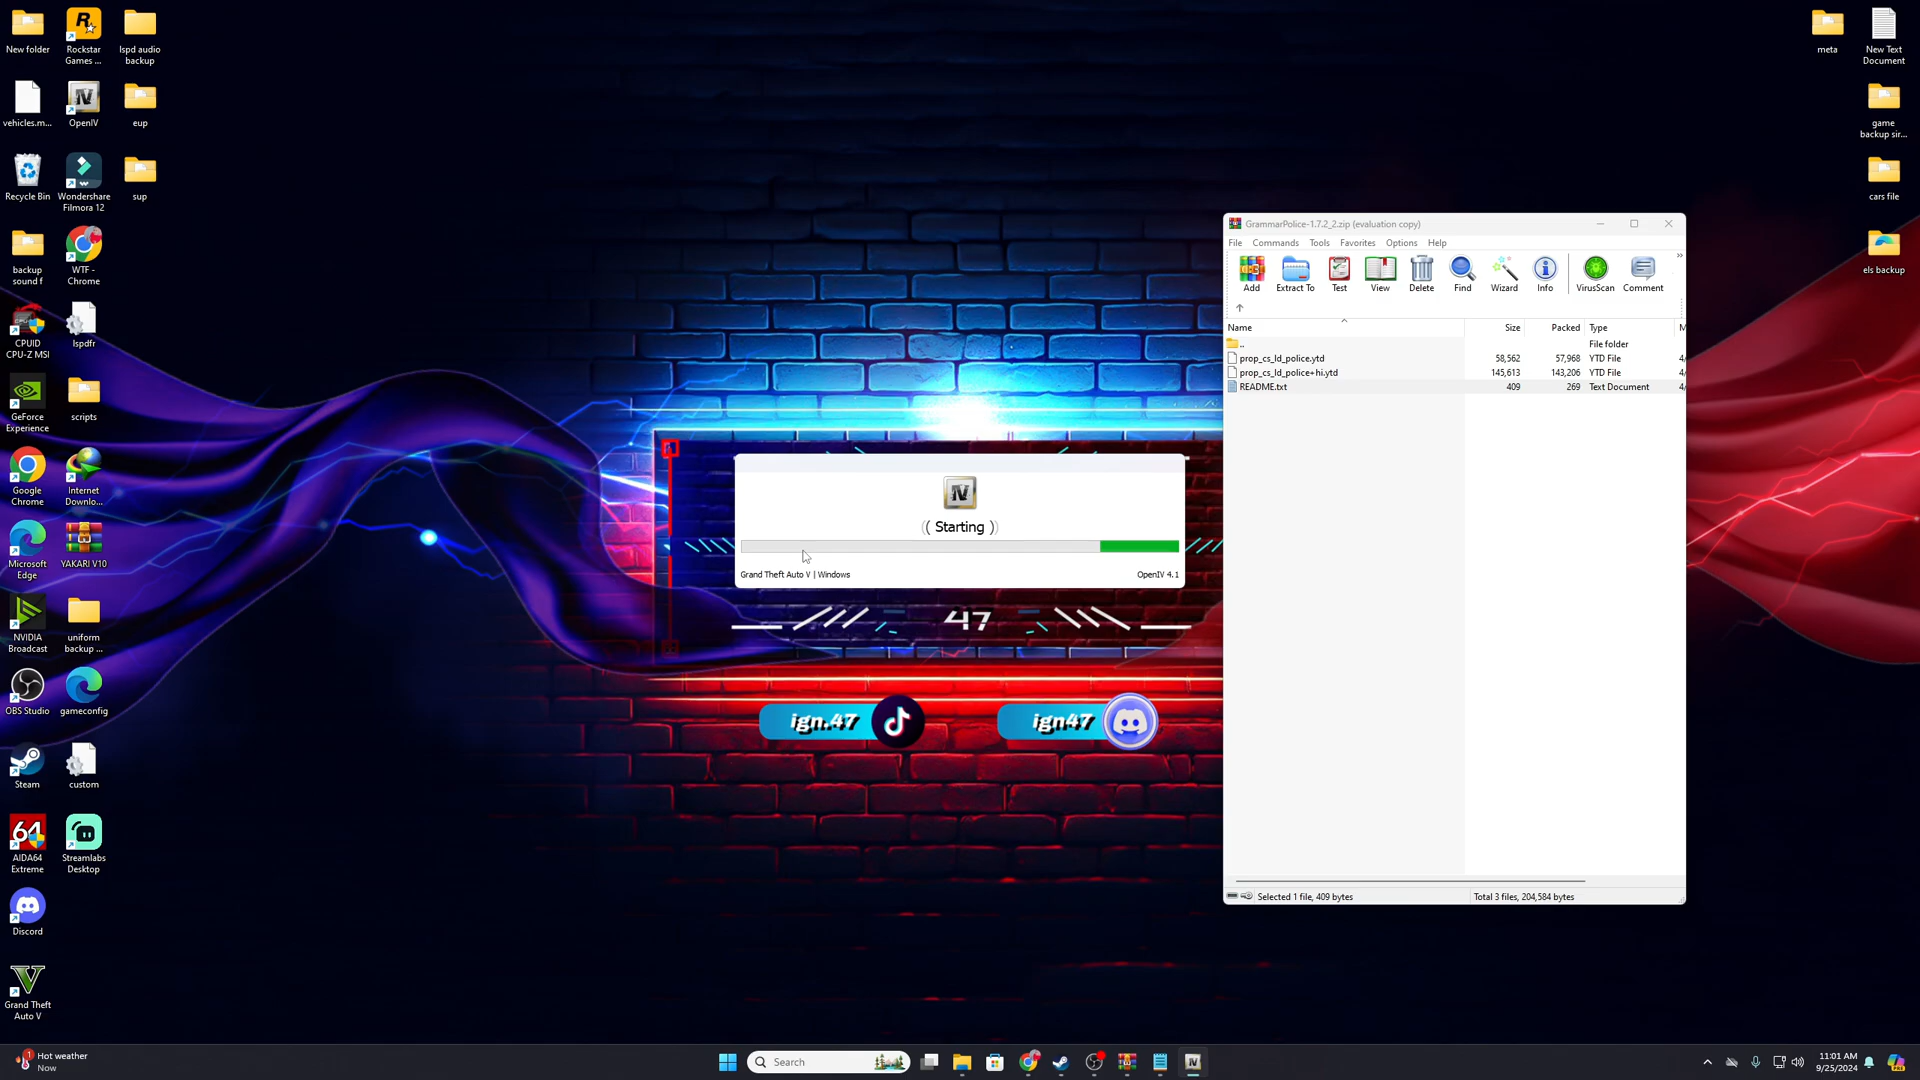 New folder
Rockstar
Games ...
lspd audio
backup
vehicles.m...
OpenIV
eup
Recycle Bin
Wondershare
Filmora 12
sup
backup
sound f
WTF -
Chrome
CPUID
CPU-Z MSI
lspdfr
GeForce
Experience
scripts
Google
Chrome
Internet
Downlo...
Microsoft
Edge
YAKARI V10
NVIDIA
Broadcast
uniform
backup ...
OBS Studio
gameconfig
Steam
custom
64
AIDA64
Extreme
Streamlabs
Desktop
Discord
Grand Theft
Auto V
IV
(( Starting ))
Grand Theft Auto V | Windows
OpenIV 4.1
47
ign.47
ign47
GrammarPolice-1.7.2_2.zip (evaluation copy)
File Commands Tools Favorites Options Help
Add Extract To Test View Delete Find Wizard Info VirusScan Comment
Name Size Packed Type M
.. File folder
prop_cs_ld_police.ytd 58,562 57,968 YTD File 4/
prop_cs_ld_police+hi.ytd 145,613 143,206 YTD File 4/
README.txt 409 269 Text Document 4/
Selected 1 file, 409 bytes
Total 3 files, 204,584 bytes
meta
New Text
Document
game
backup sir...
cars file
els backup
1
Hot weather
Now
Search
11:01 AM
9/25/2024